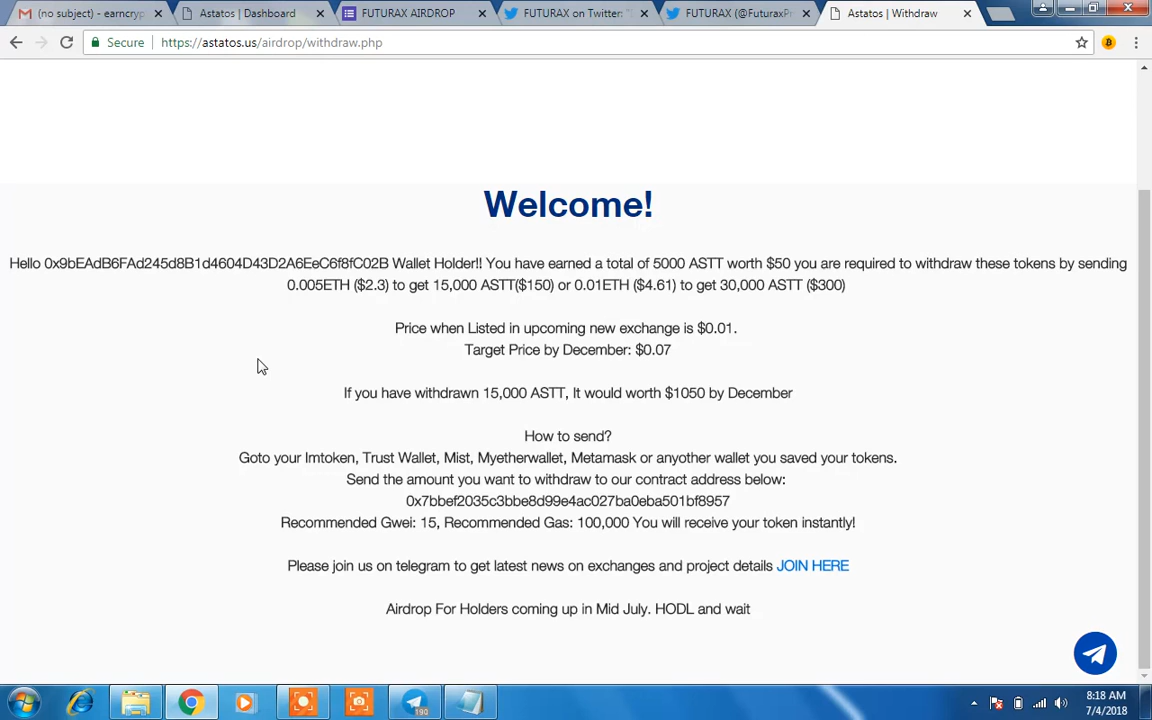 (no subject) - earncryp
Astatos | Dashboard
FUTURAX AIRDROP
FUTURAX on Twitter: "
FUTURAX (@FuturaxPr
Astatos | Withdraw
Secure
https://astatos.us/airdrop/withdraw.php
Welcome!
Hello 0x9bEAdB6FAd245d8B1d4604D43D2A6EeC6f8fC02B Wallet Holder!! You have earned a total of 5000 ASTT worth $50 you are required to withdraw these tokens by sending
0.005ETH ($2.3) to get 15,000 ASTT($150) or 0.01ETH ($4.61) to get 30,000 ASTT ($300)
Price when Listed in upcoming new exchange is $0.01.
Target Price by December: $0.07
If you have withdrawn 15,000 ASTT, It would worth $1050 by December
How to send?
Goto your Imtoken, Trust Wallet, Mist, Myetherwallet, Metamask or anyother wallet you saved your tokens.
Send the amount you want to withdraw to our contract address below:
0x7bbef2035c3bbe8d99e4ac027ba0eba501bf8957
Recommended Gwei: 15, Recommended Gas: 100,000 You will receive your token instantly!
Please join us on telegram to get latest news on exchanges and project details JOIN HERE
Airdrop For Holders coming up in Mid July. HODL and wait
190
8:18 AM
7/4/2018